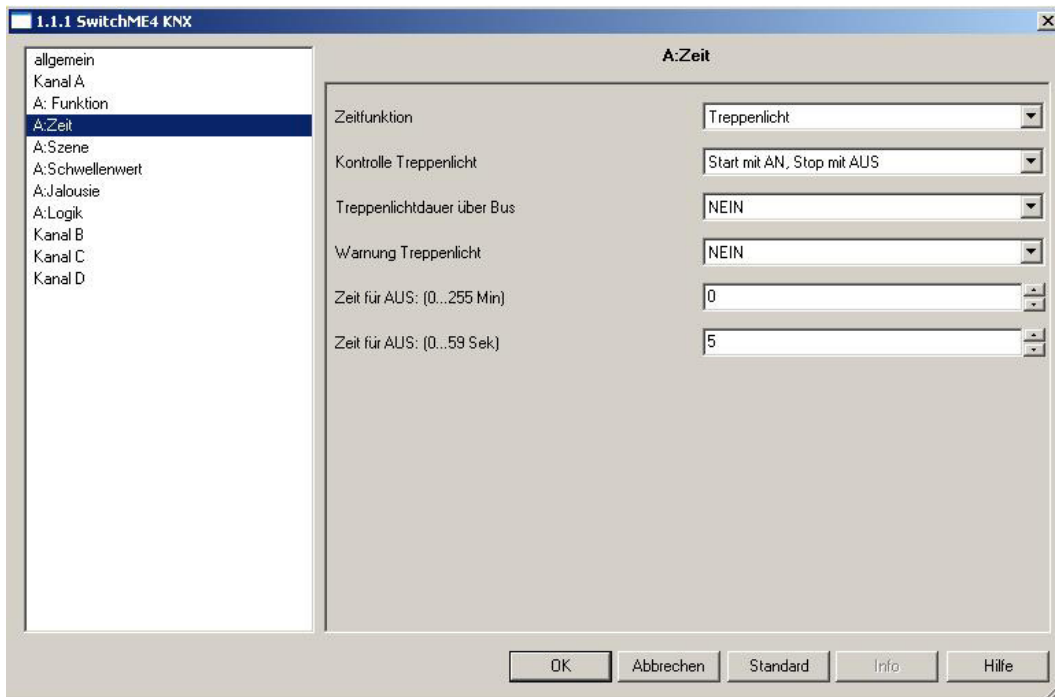 1.1.1 SwitchME4 KNX
allgemein
Kanal A
A: Funktion
A:Zeit
A:Szene
A:Schwellenwert
A:Jalousie
A:Logik
Kanal B
Kanal C
Kanal D
A:Zeit
Zeitfunktion Treppenlicht
Kontrolle Treppenlicht Start mit AN, Stop mit AUS
Treppenlichtdauer über Bus NEIN
Warnung Treppenlicht NEIN
Zeit für AUS: (0...255 Min) 0
Zeit für AUS: (0...59 Sek) 5
OK Abbrechen Standard Info Hilfe